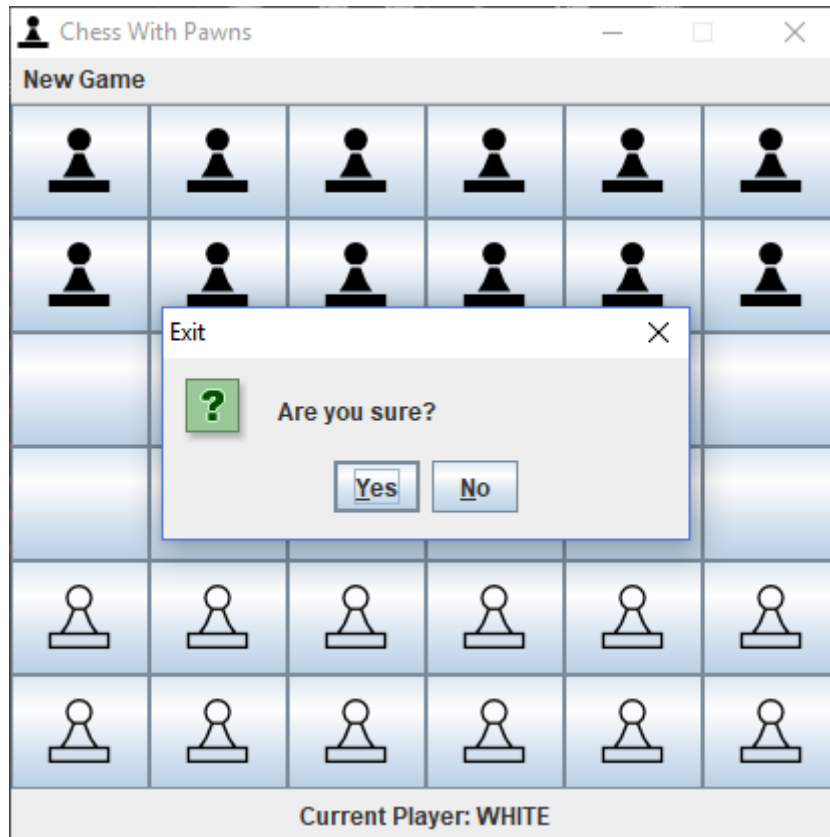 Chess With Pawns
New Game
Exit
?
Are you sure?
Yes No
Current Player: WHITE